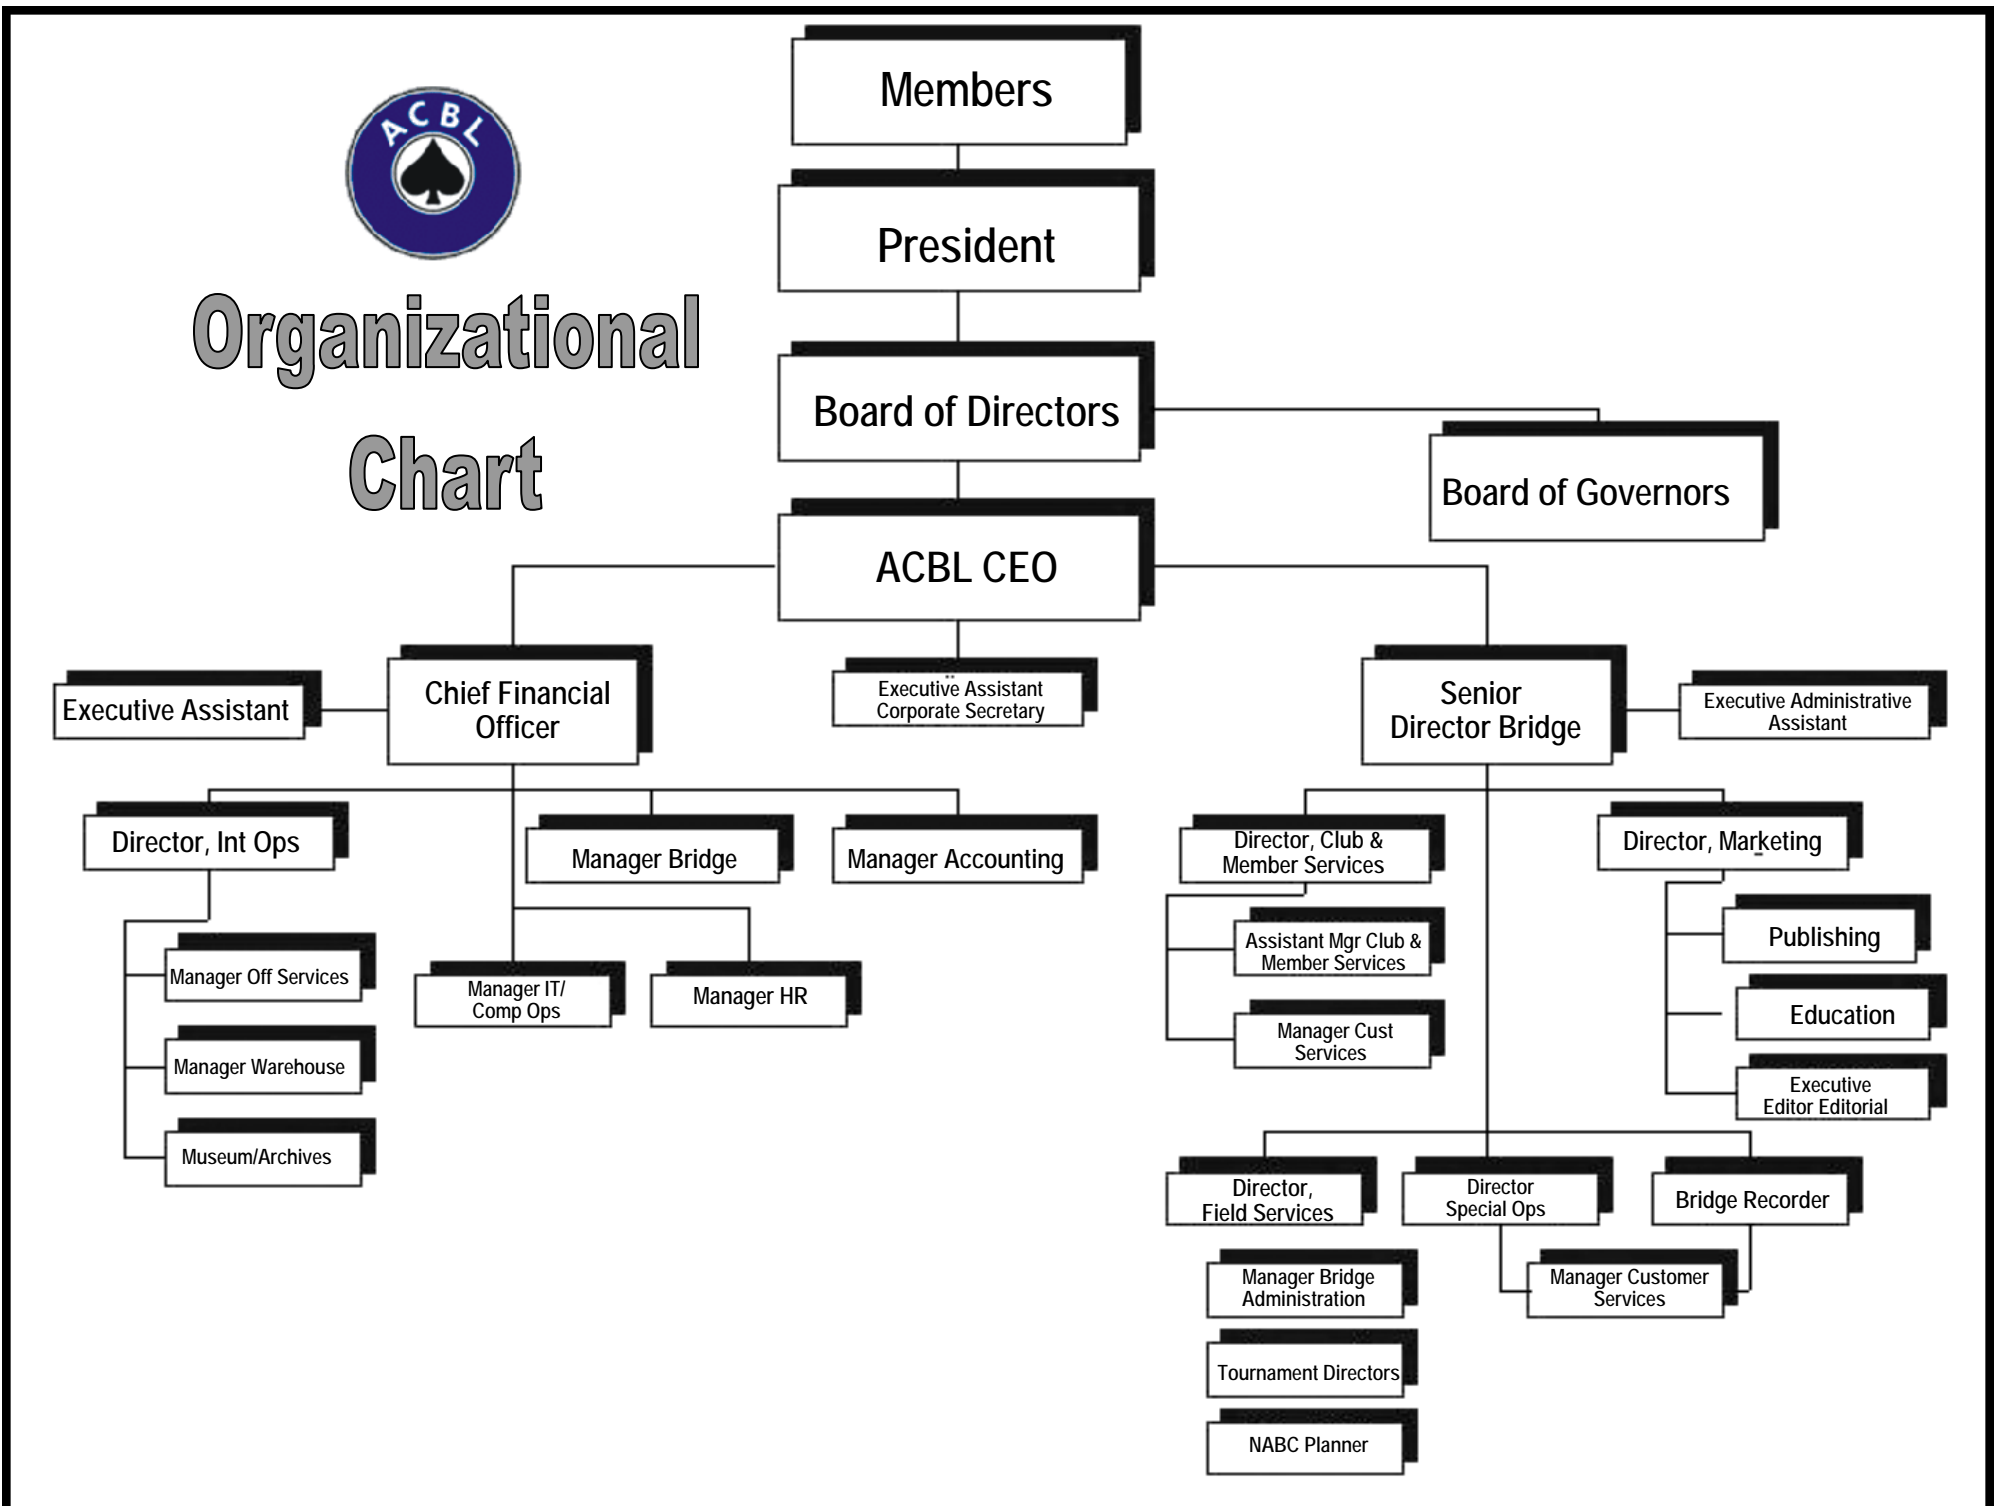 Members
ACBL
President
Organizational
Chart
Board of Directors
Board of Governors
ACBL CEO
Executive Assistant
Chief Financial
Officer
Executive Assistant
Corporate Secretary
Senior
Director Bridge
Executive Administrative
Assistant
Director, Int Ops
Manager Bridge
Manager Accounting
Director, Club &
Member Services
Director, Marketing
Manager Off Services
Manager IT/
Comp Ops
Manager HR
Assistant Mgr Club &
Member Services
Publishing
Manager Warehouse
Manager Cust
Services
Education
Executive
Editor Editorial
Museum/Archives
Director,
Field Services
Director
Special Ops
Bridge Recorder
Manager Bridge
Administration
Manager Customer
Services
Tournament Directors
NABC Planner